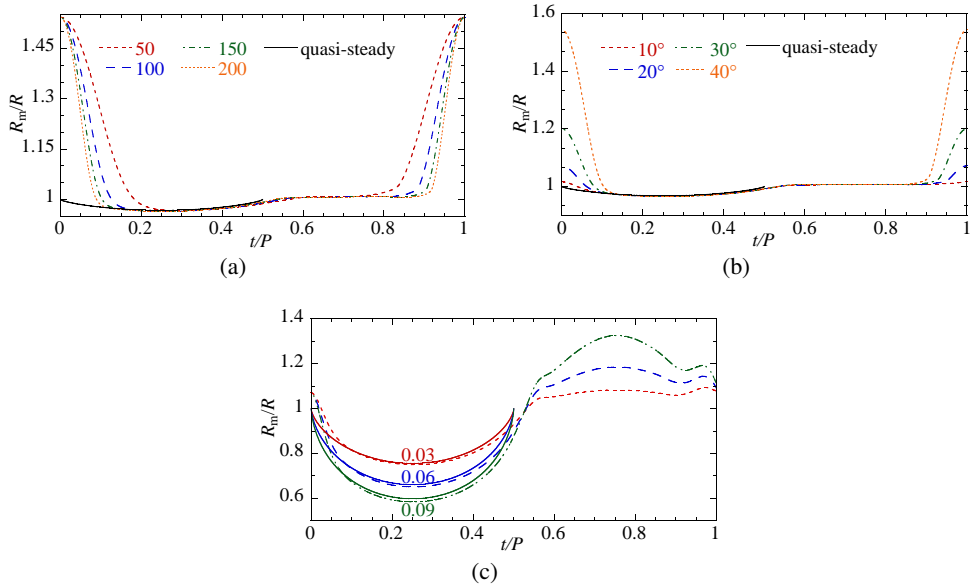 50 150 quasi-steady
100 200
1.45
1.3
1.15
1
Rm/R
0 0.2 0.4 0.6 0.8 1
t/P
(a)
1.6
1.4
1.2
1
Rm/R
10° 30° quasi-steady
20° 40°
0 0.2 0.4 0.6 0.8 1
t/P
(b)
1.4
1.2
1.0
0.8
0.6
Rm/R
0.03
0.06
0.09
0 0.2 0.4 0.6 0.8 1
t/P
(c)